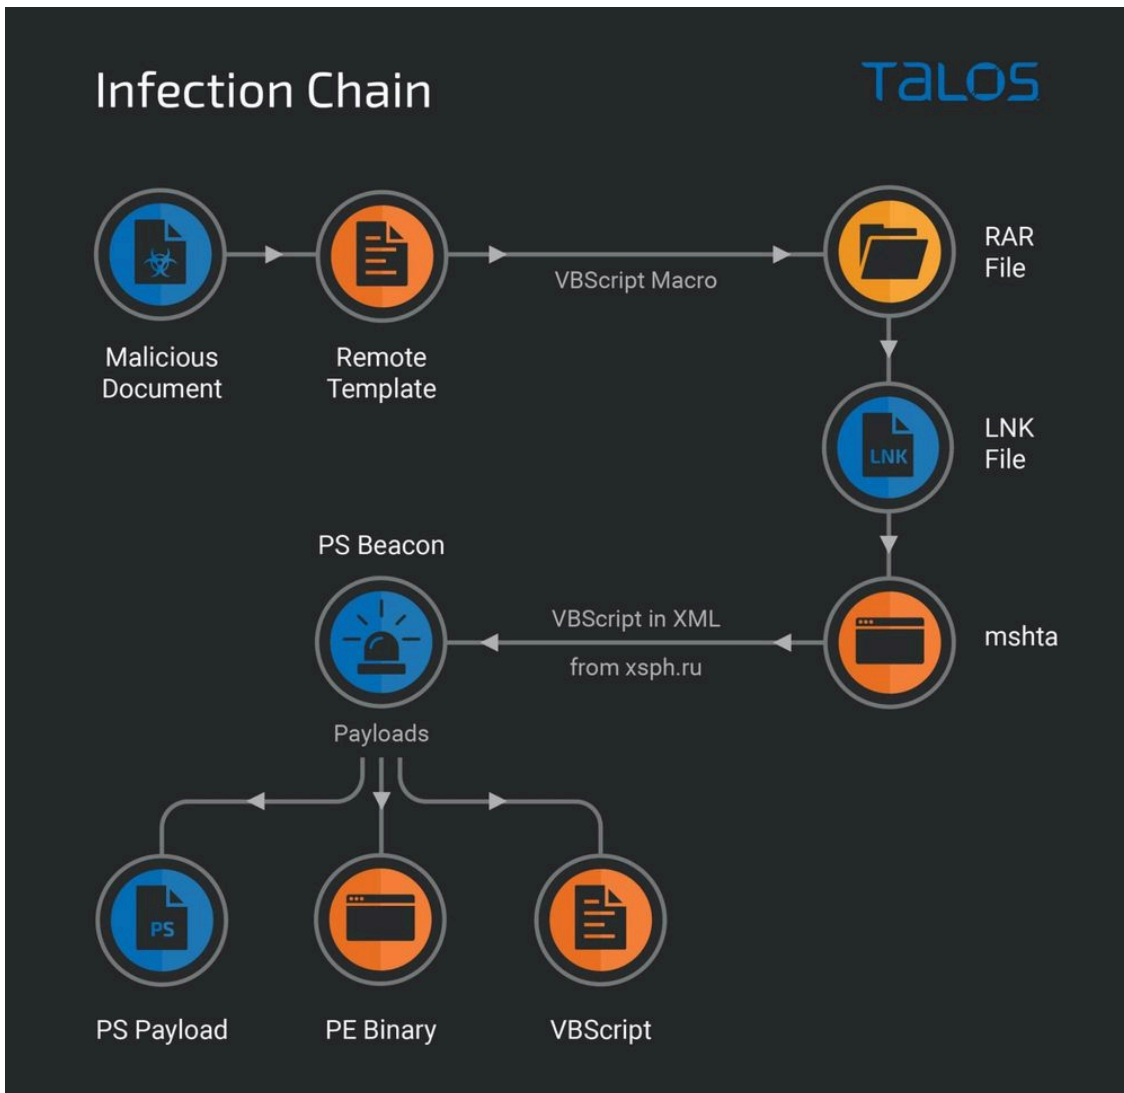 Infection Chain
TALOS
RAR
File
VBScript Macro
Malicious
Document
Remote
Template
LNK
LNK
File
PS Beacon
VBScript in XML
from xsph.ru
mshta
Payloads
PS
PS Payload
PE Binary
VBScript